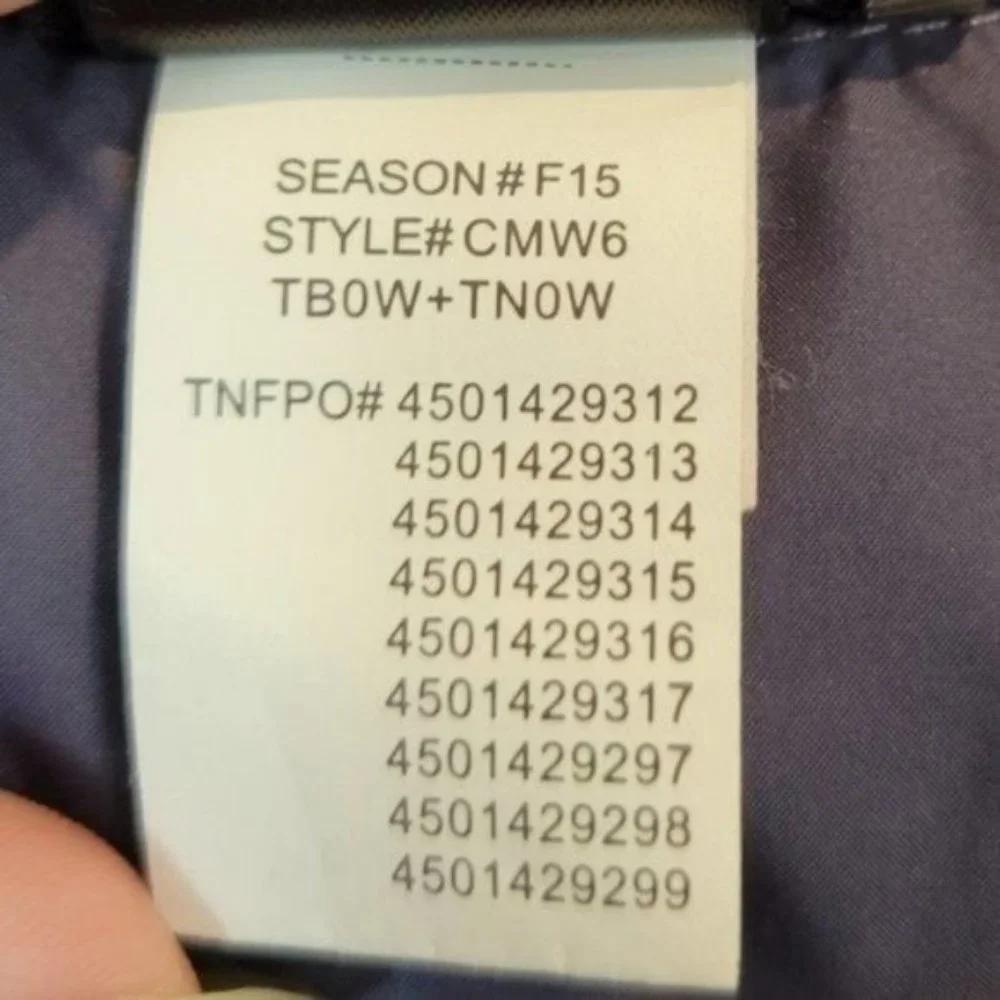 SEASON # F15
STYLE# CMW6
TB0W+TN0W
TNFPO# 4501429312
4501429313
4501429314
4501429315
4501429316
4501429317
4501429297
4501429298
4501429299